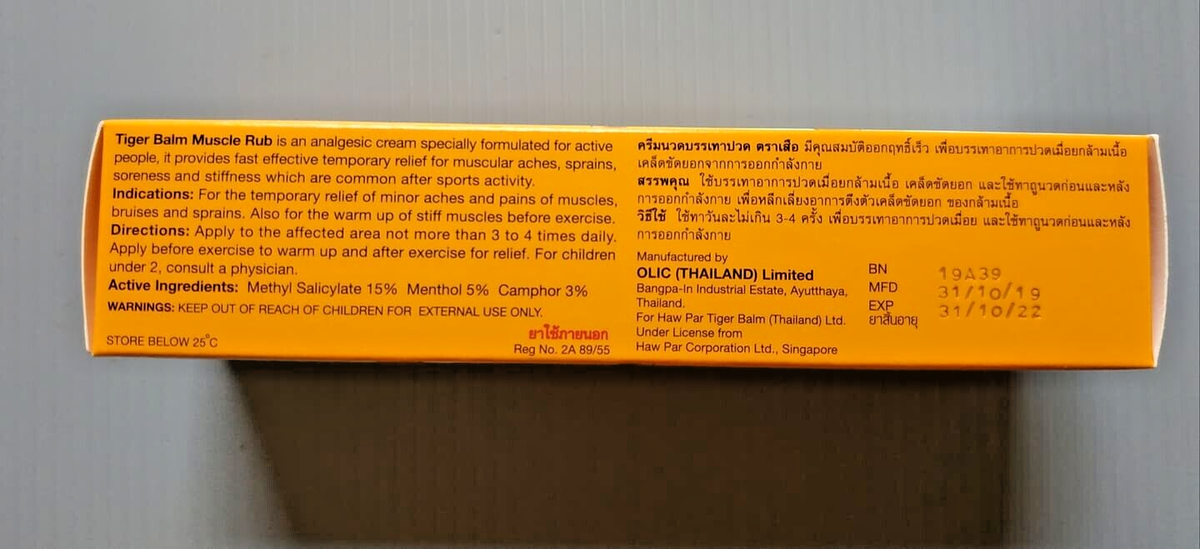 Tiger Balm Muscle Rub is an analgesic cream specially formulated for active
people, it provides fast effective temporary relief for muscular aches, sprains,
soreness and stiffness which are common after sports activity.
Indications: For the temporary relief of minor aches and pains of muscles,
bruises and sprains. Also for the warm up of stiff muscles before exercise.
Directions: Apply to the affected area not more than 3 to 4 times daily.
Apply before exercise to warm up and after exercise for relief. For children
under 2, consult a physician.
Active Ingredients: Methyl Salicylate 15% Menthol 5% Camphor 3%
WARNINGS: KEEP OUT OF REACH OF CHILDREN FOR EXTERNAL USE ONLY.
STORE BELOW 25°C
ยาใช้ภายนอก
Reg No. 2A 89/55
ครีมนวดบรรเทาปวด ตราเสือ มีคุณสมบัติออกฤทธิ์เร็ว เพื่อบรรเทาอาการปวดเมื่อยกล้ามเนื้อ
เคล็ดขัดยอกจากการออกกำลังกาย
สรรพคุณ ใช้บรรเทาอาการปวดเมื่อยกล้ามเนื้อ เคล็ดขัดยอก และใช้ทาถูนวดก่อนและหลัง
การออกกำลังกาย เพื่อหลีกเลี่ยงอาการตึงตัวเคล็ดขัดยอก ของกล้ามเนื้อ
วิธีใช้ ใช้ทาวันละไม่เกิน 3-4 ครั้ง เพื่อบรรเทาอาการปวดเมื่อย และใช้ทาถูนวดก่อนและหลัง
การออกกำลังกาย
Manufactured by
OLIC (THAILAND) Limited
Bangpa-In Industrial Estate, Ayutthaya,
Thailand.
For Haw Par Tiger Balm (Thailand) Ltd.
Under License from
Haw Par Corporation Ltd., Singapore
BN 19A39
MFD 31/10/19
EXP 31/10/22
ยาสิ้นอายุ